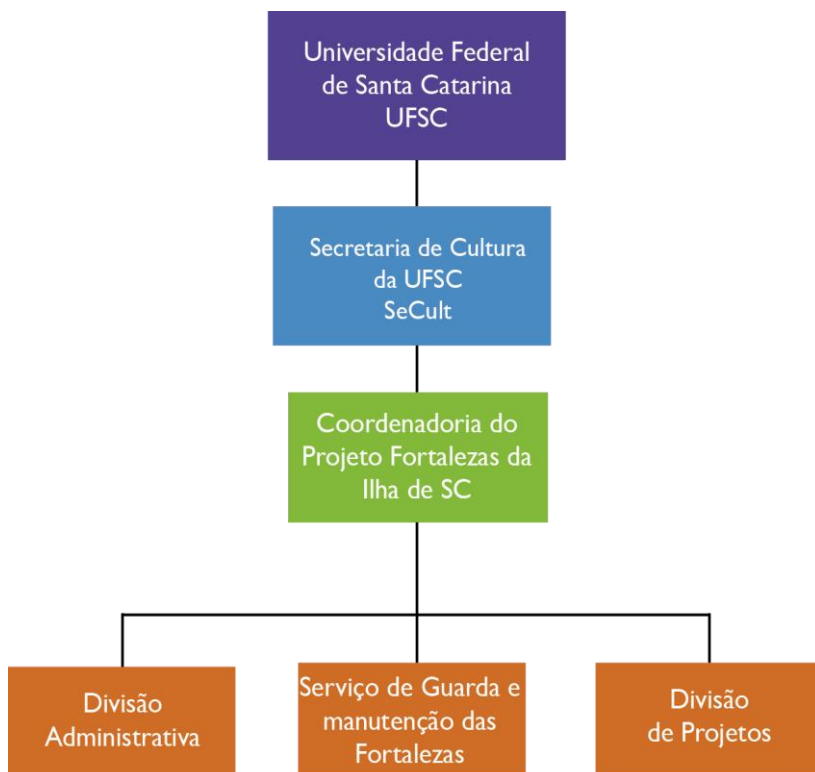 Universidade Federal
de Santa Catarina
UFSC
Secretaria de Cultura
da UFSC
SeCult
Coordenadoria do
Projeto Fortalezas da
Ilha de SC
Divisão
Administrativa
Serviço de Guarda e
manutenção das
Fortalezas
Divisão
de Projetos